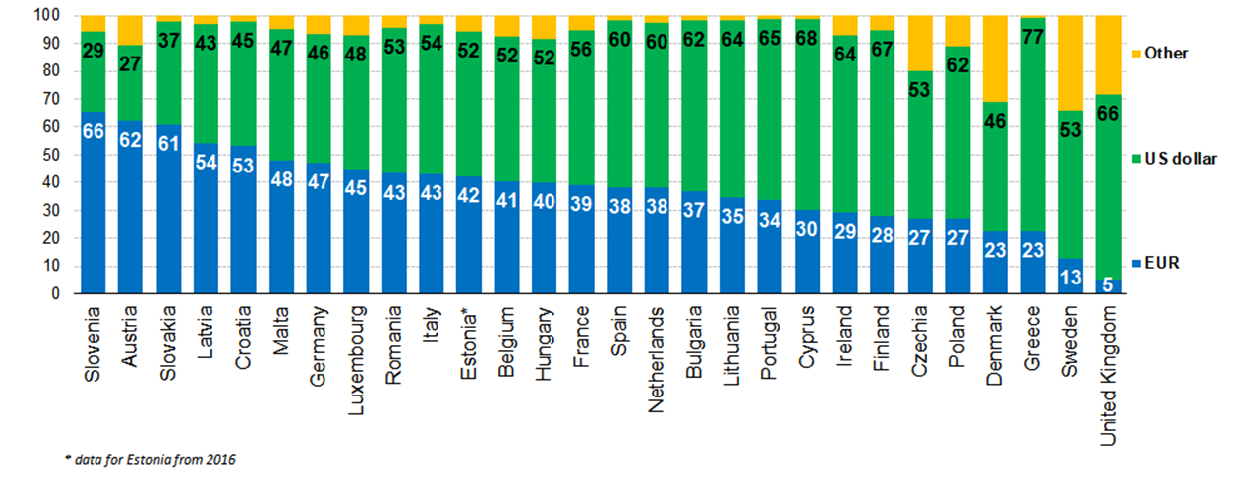 100
90
80
70
60
50
40
30
20
10
0
29 27 37 43 45 47 46 48 53 54 52 52 52 56 60 60 62 64 65 68 64 67 53 62 46 77 53 66
66 62 61 54 53 48 47 45 43 43 42 41 40 39 38 38 37 35 34 30 29 28 27 27 23 23 13 5
Other
US dollar
EUR
Slovenia
Austria
Slovakia
Latvia
Croatia
Malta
Germany
Luxembourg
Romania
Italy
Estonia*
Belgium
Hungary
France
Spain
Netherlands
Bulgaria
Lithuania
Portugal
Cyprus
Ireland
Finland
Czechia
Poland
Denmark
Greece
Sweden
United Kingdom
* data for Estonia from 2016